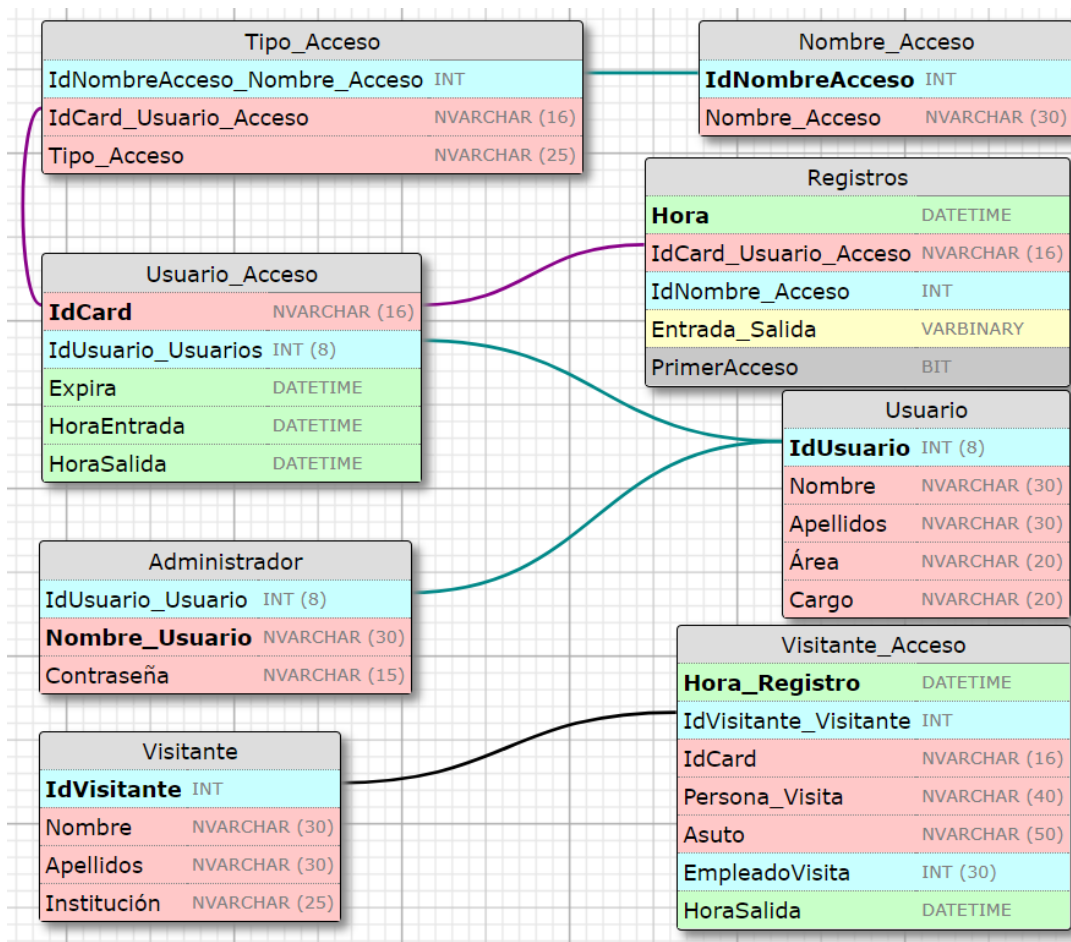 Tipo_Acceso
IdNombreAcceso_Nombre_Acceso INT
IdCard_Usuario_Acceso NVARCHAR (16)
Tipo_Acceso NVARCHAR (25)
Nombre_Acceso
IdNombreAcceso INT
Nombre_Acceso NVARCHAR (30)
Registros
Hora DATETIME
IdCard_Usuario_Acceso NVARCHAR (16)
IdNombre_Acceso INT
Entrada_Salida VARBINARY
PrimerAcceso BIT
Usuario_Acceso
IdCard NVARCHAR (16)
IdUsuario_Usuarios INT (8)
Expira DATETIME
HoraEntrada DATETIME
HoraSalida DATETIME
Usuario
IdUsuario INT (8)
Nombre NVARCHAR (30)
Apellidos NVARCHAR (30)
Área NVARCHAR (20)
Cargo NVARCHAR (20)
Administrador
IdUsuario_Usuario INT (8)
Nombre_Usuario NVARCHAR (30)
Contraseña NVARCHAR (15)
Visitante_Acceso
Hora_Registro DATETIME
IdVisitante_Visitante INT
IdCard NVARCHAR (16)
Persona_Visita NVARCHAR (40)
Asuto NVARCHAR (50)
EmpleadoVisita INT (30)
HoraSalida DATETIME
Visitante
IdVisitante INT
Nombre NVARCHAR (30)
Apellidos NVARCHAR (30)
Institución NVARCHAR (25)